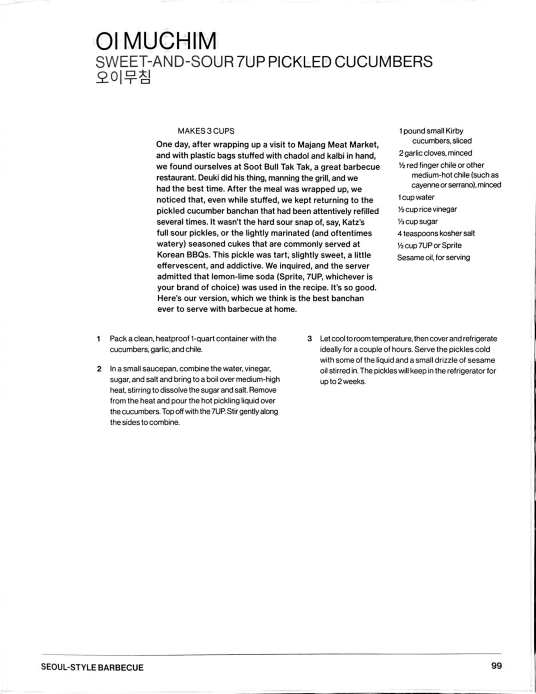 OI MUCHIM
SWEET-AND-SOUR 7UP PICKLED CUCUMBERS
오이무침
MAKES 3 CUPS
One day, after wrapping up a visit to Majang Meat Market,
and with plastic bags stuffed with chadol and kalbi in hand,
we found ourselves at Soot Bull Tak Tak, a great barbecue
restaurant. Deuki did his thing, manning the grill, and we
had the best time. After the meal was wrapped up, we
noticed that, even while stuffed, we kept returning to the
pickled cucumber banchan that had been attentively refilled
several times. It wasn't the hard sour snap of, say, Katz's
full sour pickles, or the lightly marinated (and oftentimes
watery) seasoned cukes that are commonly served at
Korean BBQs. This pickle was tart, slightly sweet, a little
effervescent, and addictive. We inquired, and the server
admitted that lemon-lime soda (Sprite, 7UP, whichever is
your brand of choice) was used in the recipe. It's so good.
Here's our version, which we think is the best banchan
ever to serve with barbecue at home.
1 pound small Kirby
cucumbers, sliced
2 garlic cloves, minced
½ red finger chile or other
medium-hot chile (such as
cayenne or serrano), minced
1 cup water
½ cup rice vinegar
⅓ cup sugar
4 teaspoons kosher salt
½ cup 7UP or Sprite
Sesame oil, for serving
1 Pack a clean, heatproof 1-quart container with the
cucumbers, garlic, and chile.
2 In a small saucepan, combine the water, vinegar,
sugar, and salt and bring to a boil over medium-high
heat, stirring to dissolve the sugar and salt. Remove
from the heat and pour the hot pickling liquid over
the cucumbers. Top off with the 7UP. Stir gently along
the sides to combine.
3 Let cool to room temperature, then cover and refrigerate
ideally for a couple of hours. Serve the pickles cold
with some of the liquid and a small drizzle of sesame
oil stirred in. The pickles will keep in the refrigerator for
up to 2 weeks.
SEOUL-STYLE BARBECUE
99